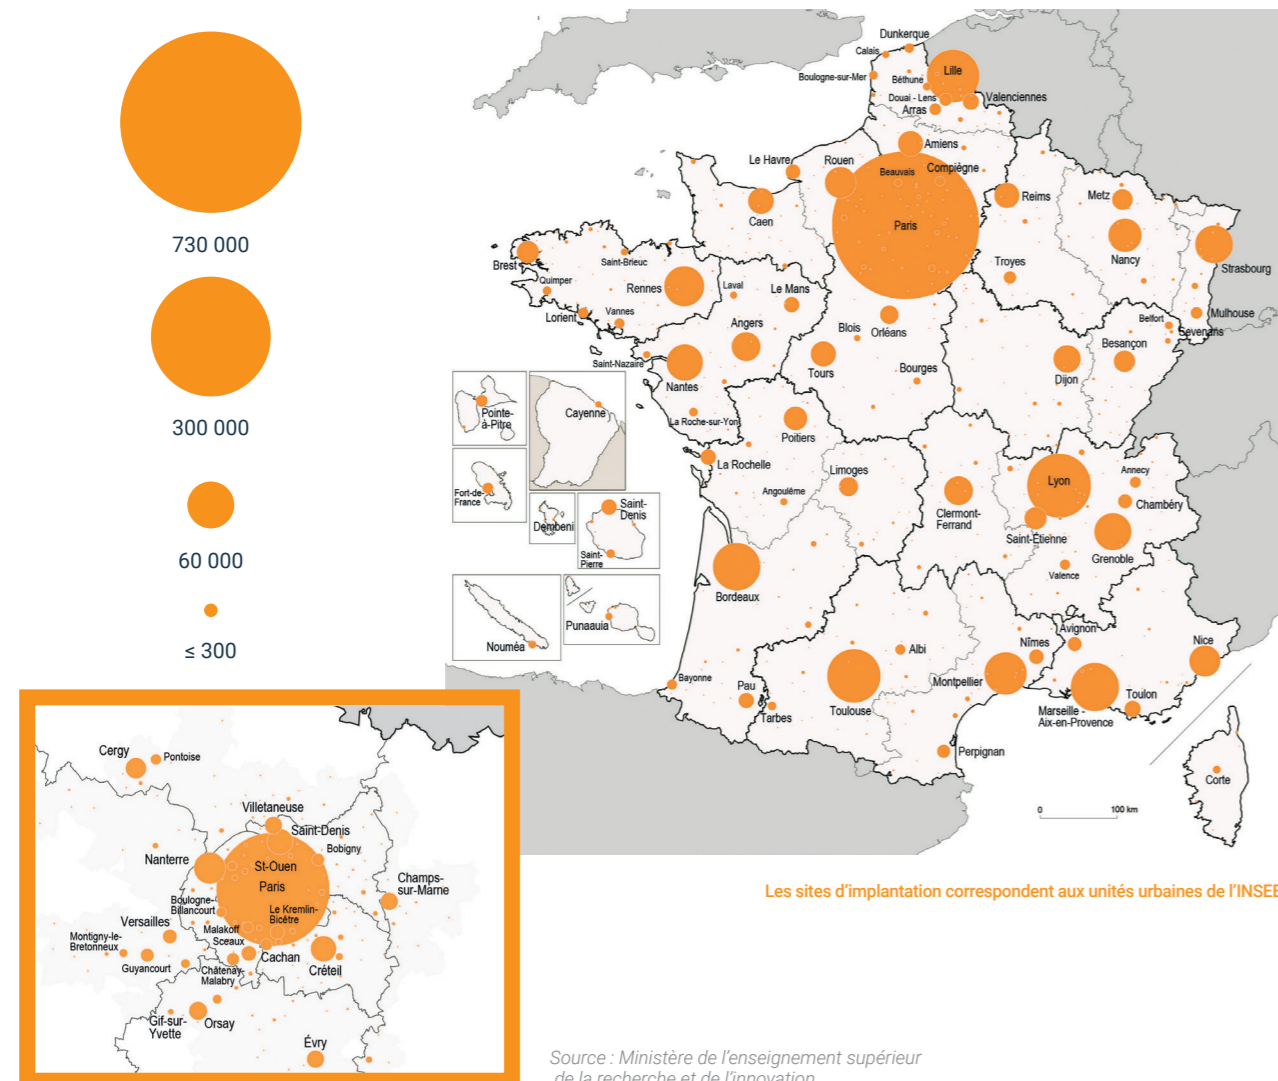 730 000
300 000
60 000
≤ 300
Dunkerque
Calais
Lille
Boulogne-sur-Mer
Béthune
Douai - Lens
Valenciennes
Arras
Amiens
Le Havre
Rouen
Beauvais
Compiègne
Reims
Metz
Caen
Paris
Nancy
Strasbourg
Brest
Saint-Brieuc
Troyes
Quimper
Rennes
Laval
Le Mans
Lorient
Vannes
Angers
Blois
Orléans
Belfort
Mulhouse
Sevenans
Besançon
Saint-Nazaire
Nantes
Tours
Bourges
Dijon
Pointe-
à-Pitre
Cayenne
La Roche-sur-Yon
Poitiers
La Rochelle
Limoges
Lyon
Annecy
Fort-de-
France
Angoulême
Clermont-
Ferrand
Chambéry
Saint-
Denis
Dembeni
Saint-Étienne
Saint-
Pierre
Grenoble
Valence
Bordeaux
Punaauia
Nouméa
Avignon
Nîmes
Nice
Albi
Bayonne
Pau
Montpellier
Toulon
Tarbes
Toulouse
Marseille -
Aix-en-Provence
Perpignan
Corte
0
100 km
Cergy
Pontoise
Villetaneuse
Saint-Denis
Bobigny
Nanterre
St-Ouen
Paris
Champs-
sur-Marne
Boulogne-
Billancourt
Le Kremlin-
Bicêtre
Versailles
Malakoff
Montigny-le-
Bretonneux
Sceaux
Cachan
Guyancourt
Châtenay-
Malabry
Créteil
Gif-sur-
Yvette
Orsay
Évry
Les sites d'implantation correspondent aux unités urbaines de l'INSEE
Source : Ministère de l'enseignement supérieur
de la recherche et de l'innovation